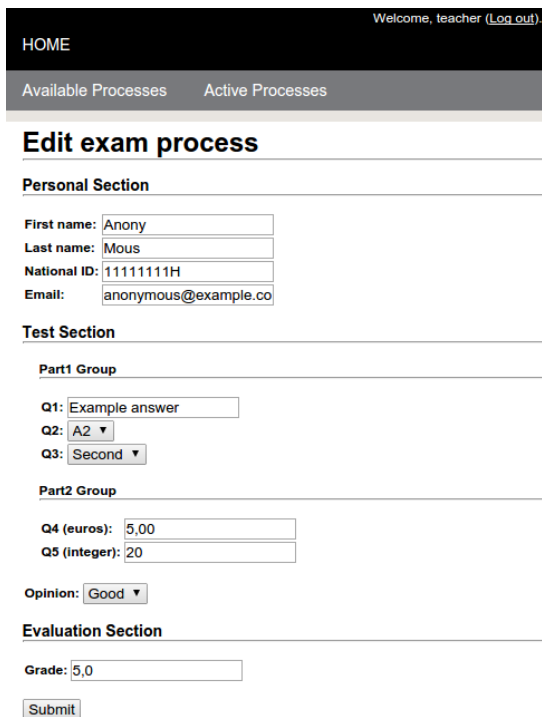 Welcome, teacher (Log out).
HOME
Available Processes Active Processes
Edit exam process
Personal Section
First name: Anony
Last name: Mous
National ID: 11111111H
Email: anonymous@example.co
Test Section
Part1 Group
Q1: Example answer
Q2: A2 ▼
Q3: Second ▼
Part2 Group
Q4 (euros): 5,00
Q5 (integer): 20
Opinion: Good ▼
Evaluation Section
Grade: 5,0
Submit